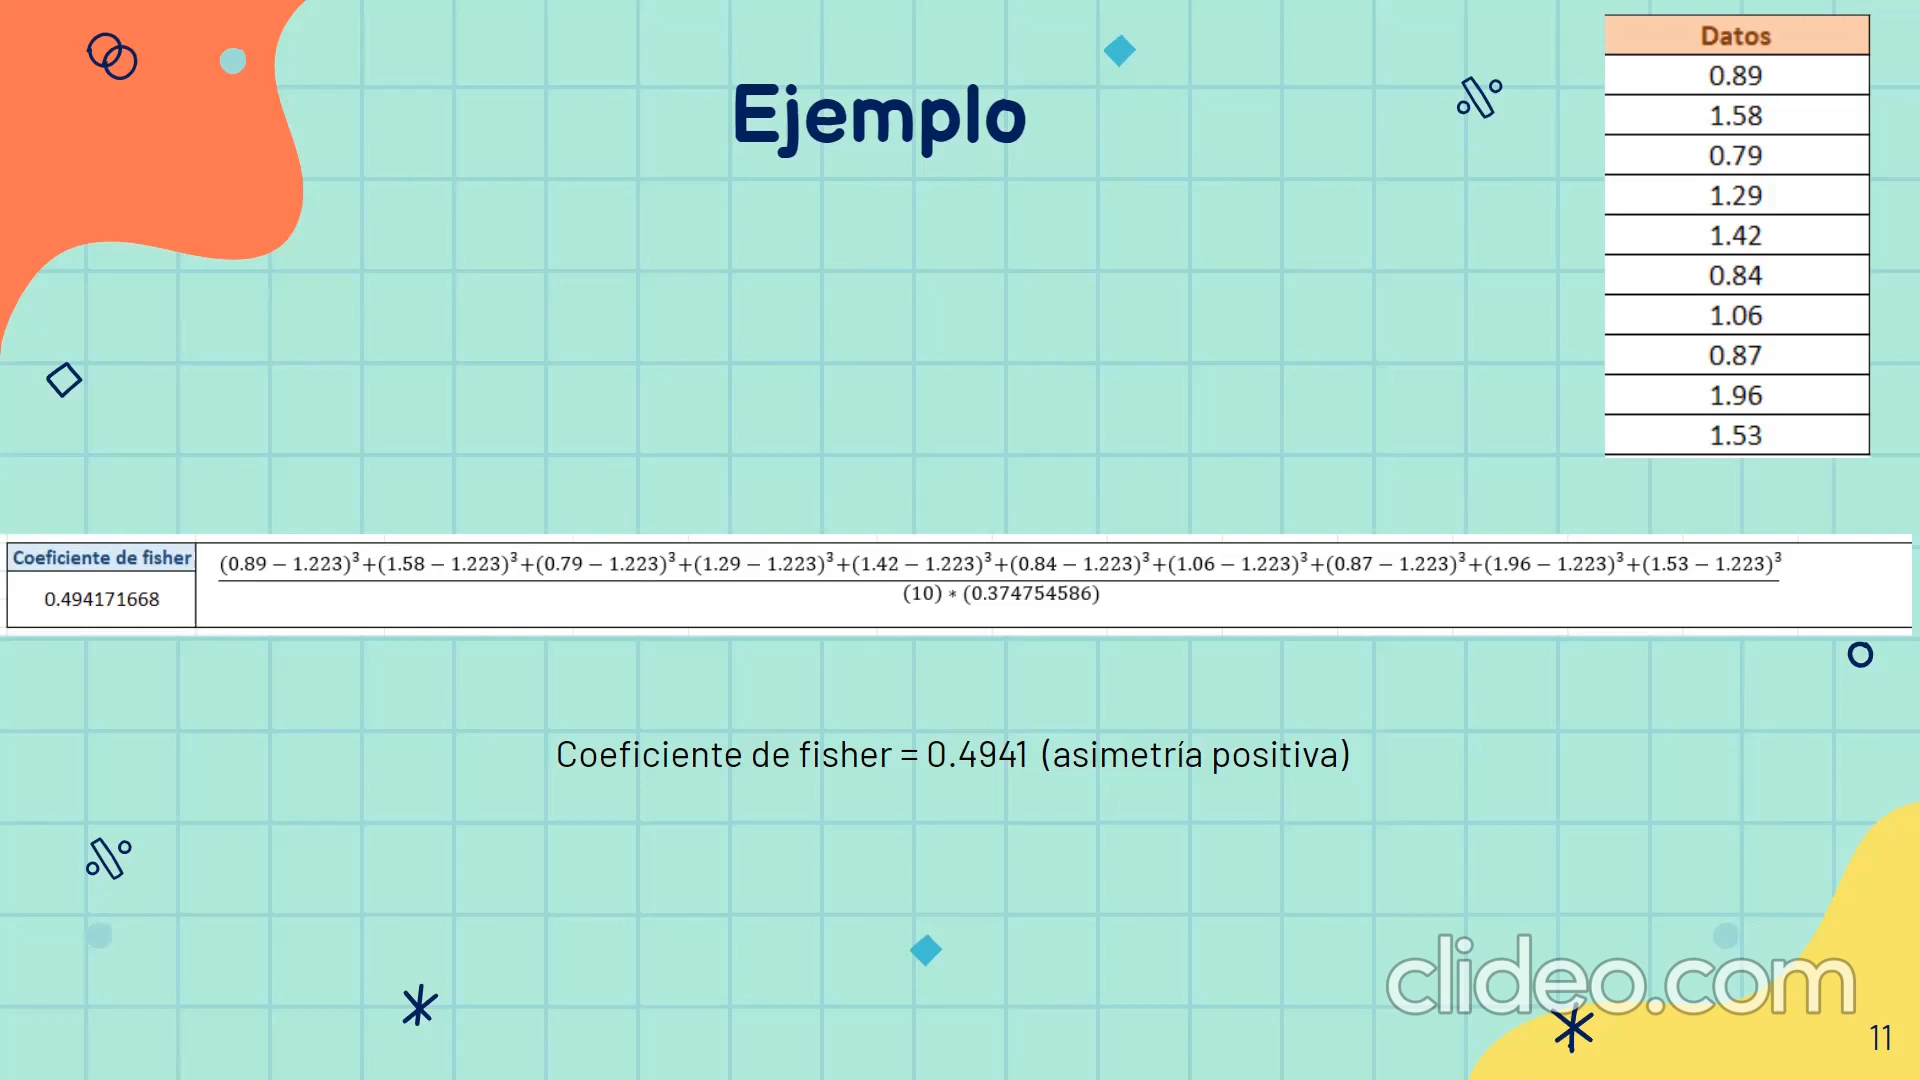 Ejemplo
Datos
0.89
1.58
0.79
1.29
1.42
0.84
1.06
0.87
1.96
1.53
Coeficiente de fisher
0.494171668
(0.89 − 1.223)³+(1.58 − 1.223)³+(0.79 − 1.223)³+(1.29 − 1.223)³+(1.42 − 1.223)³+(0.84 − 1.223)³+(1.06 − 1.223)³+(0.87 − 1.223)³+(1.96 − 1.223)³+(1.53 − 1.223)³
(10) ∗ (0.374754586)
Coeficiente de fisher = 0.4941 (asimetría positiva)
clideo.com
11